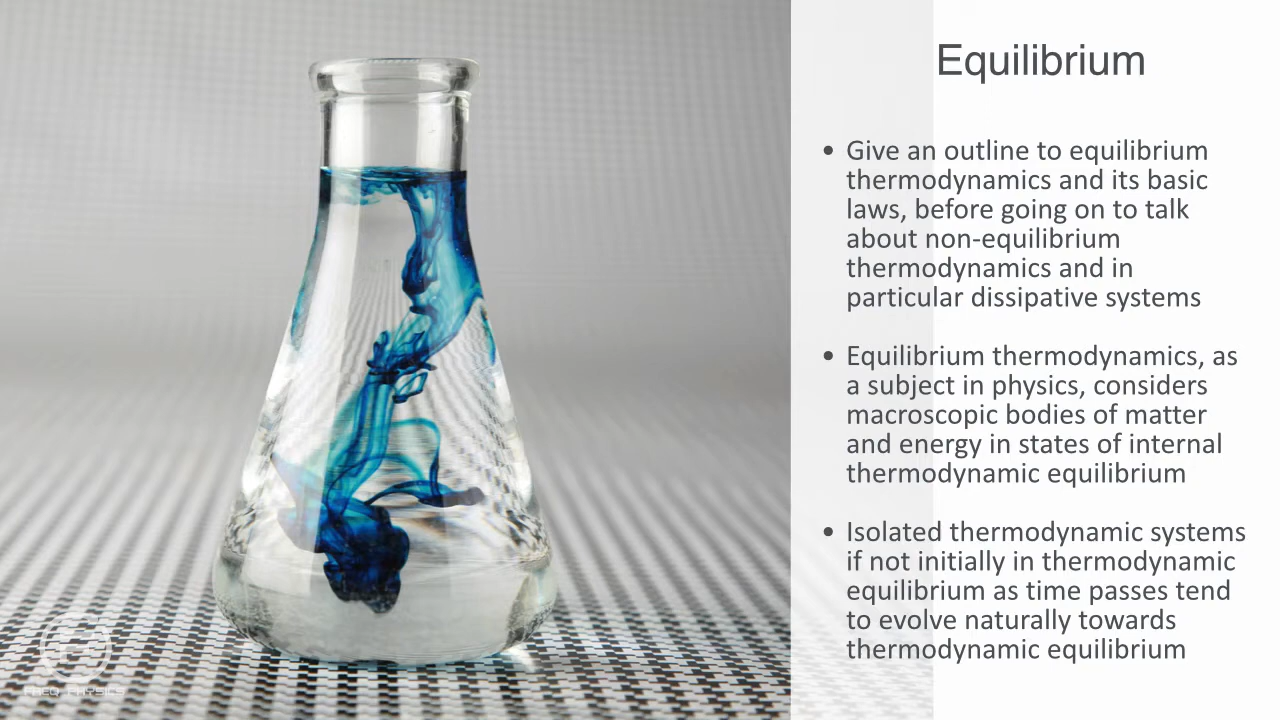 Equilibrium
• Give an outline to equilibrium
thermodynamics and its basic
laws, before going on to talk
about non-equilibrium
thermodynamics and in
particular dissipative systems
• Equilibrium thermodynamics, as
a subject in physics, considers
macroscopic bodies of matter
and energy in states of internal
thermodynamic equilibrium
• Isolated thermodynamic systems
if not initially in thermodynamic
equilibrium as time passes tend
to evolve naturally towards
thermodynamic equilibrium
FREQ PHYSICS